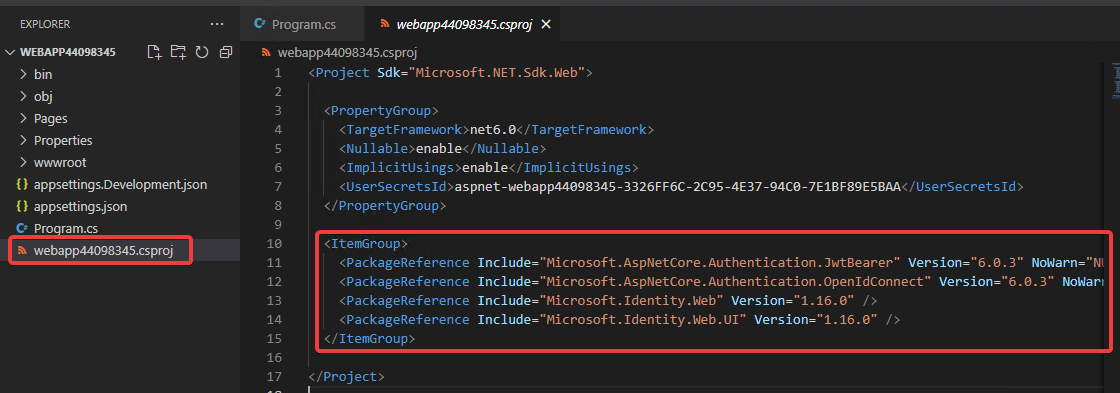 EXPLORER
...
WEBAPP44098345
bin
obj
Pages
Properties
wwwroot
{} appsettings.Development.json
{} appsettings.json
C# Program.cs
webapp44098345.csproj
C# Program.cs
webapp44098345.csproj
webapp44098345.csproj
1 <Project Sdk="Microsoft.NET.Sdk.Web">
2
3 <PropertyGroup>
4 <TargetFramework>net6.0</TargetFramework>
5 <Nullable>enable</Nullable>
6 <ImplicitUsings>enable</ImplicitUsings>
7 <UserSecretsId>aspnet-webapp44098345-3326FF6C-2C95-4E37-94C0-7E1BF89E5BAA</UserSecretsId>
8 </PropertyGroup>
9
10 <ItemGroup>
11 <PackageReference Include="Microsoft.AspNetCore.Authentication.JwtBearer" Version="6.0.3" NoWarn="NU
12 <PackageReference Include="Microsoft.AspNetCore.Authentication.OpenIdConnect" Version="6.0.3" NoWarn
13 <PackageReference Include="Microsoft.Identity.Web" Version="1.16.0" />
14 <PackageReference Include="Microsoft.Identity.Web.UI" Version="1.16.0" />
15 </ItemGroup>
16
17 </Project>
18